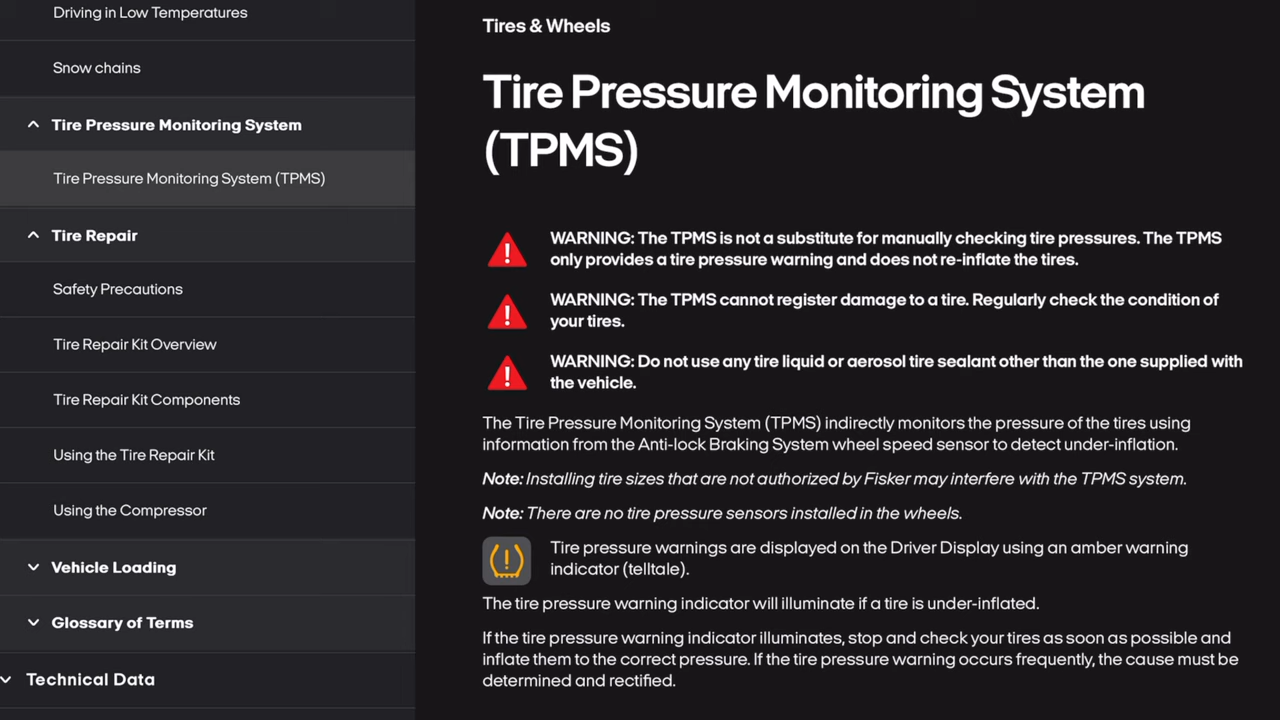 Driving in Low Temperatures
Snow chains
Tire Pressure Monitoring System
Tire Pressure Monitoring System (TPMS)
Tire Repair
Safety Precautions
Tire Repair Kit Overview
Tire Repair Kit Components
Using the Tire Repair Kit
Using the Compressor
Vehicle Loading
Glossary of Terms
Technical Data
Tires & Wheels
Tire Pressure Monitoring System
(TPMS)
WARNING: The TPMS is not a substitute for manually checking tire pressures. The TPMS
only provides a tire pressure warning and does not re-inflate the tires.
WARNING: The TPMS cannot register damage to a tire. Regularly check the condition of
your tires.
WARNING: Do not use any tire liquid or aerosol tire sealant other than the one supplied with
the vehicle.
The Tire Pressure Monitoring System (TPMS) indirectly monitors the pressure of the tires using
information from the Anti-lock Braking System wheel speed sensor to detect under-inflation.
Note: Installing tire sizes that are not authorized by Fisker may interfere with the TPMS system.
Note: There are no tire pressure sensors installed in the wheels.
Tire pressure warnings are displayed on the Driver Display using an amber warning
indicator (telltale).
The tire pressure warning indicator will illuminate if a tire is under-inflated.
If the tire pressure warning indicator illuminates, stop and check your tires as soon as possible and
inflate them to the correct pressure. If the tire pressure warning occurs frequently, the cause must be
determined and rectified.